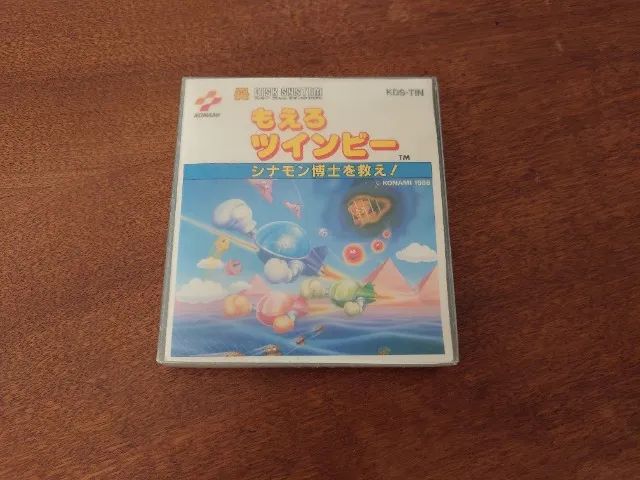 KONAMI
DISK SYSTEM
KDS-TIN
もえろ
ツインビー
TM
シナモン博士を救え!
© KONAMI 1986